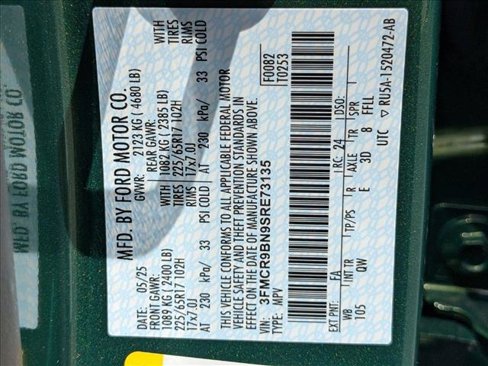 MFD. BY FORD MOTOR CO.
DATE: 05/25 GVWR: 2123 KG ( 4680 LB)
FRONT GAWR: REAR GAWR:
1089 KG ( 2400 LB) 1082 KG ( 2385 LB) WITH
225/65R17 102H 225/65R17 102H TIRES
17x7.0J 17x7.0J RIMS
AT 230 kPa/ 33 PSI COLD AT 230 kPa/ 33 PSI COLD
THIS VEHICLE CONFORMS TO ALL APPLICABLE FEDERAL MOTOR
VEHICLE SAFETY AND THEFT PREVENTION STANDARDS IN
EFFECT ON THE DATE OF MANUFACTURE SHOWN ABOVE.
VIN: 3FMCR9BN9SRE73135 F0082
TYPE: MPV T0253
EXT PNT: EA RC: 24 DSO:
WB INT TR TP/PS R AXLE TR SPR
105 QW E 3D 8 FFLL
UTC ▽ RU5A-1520472-AB